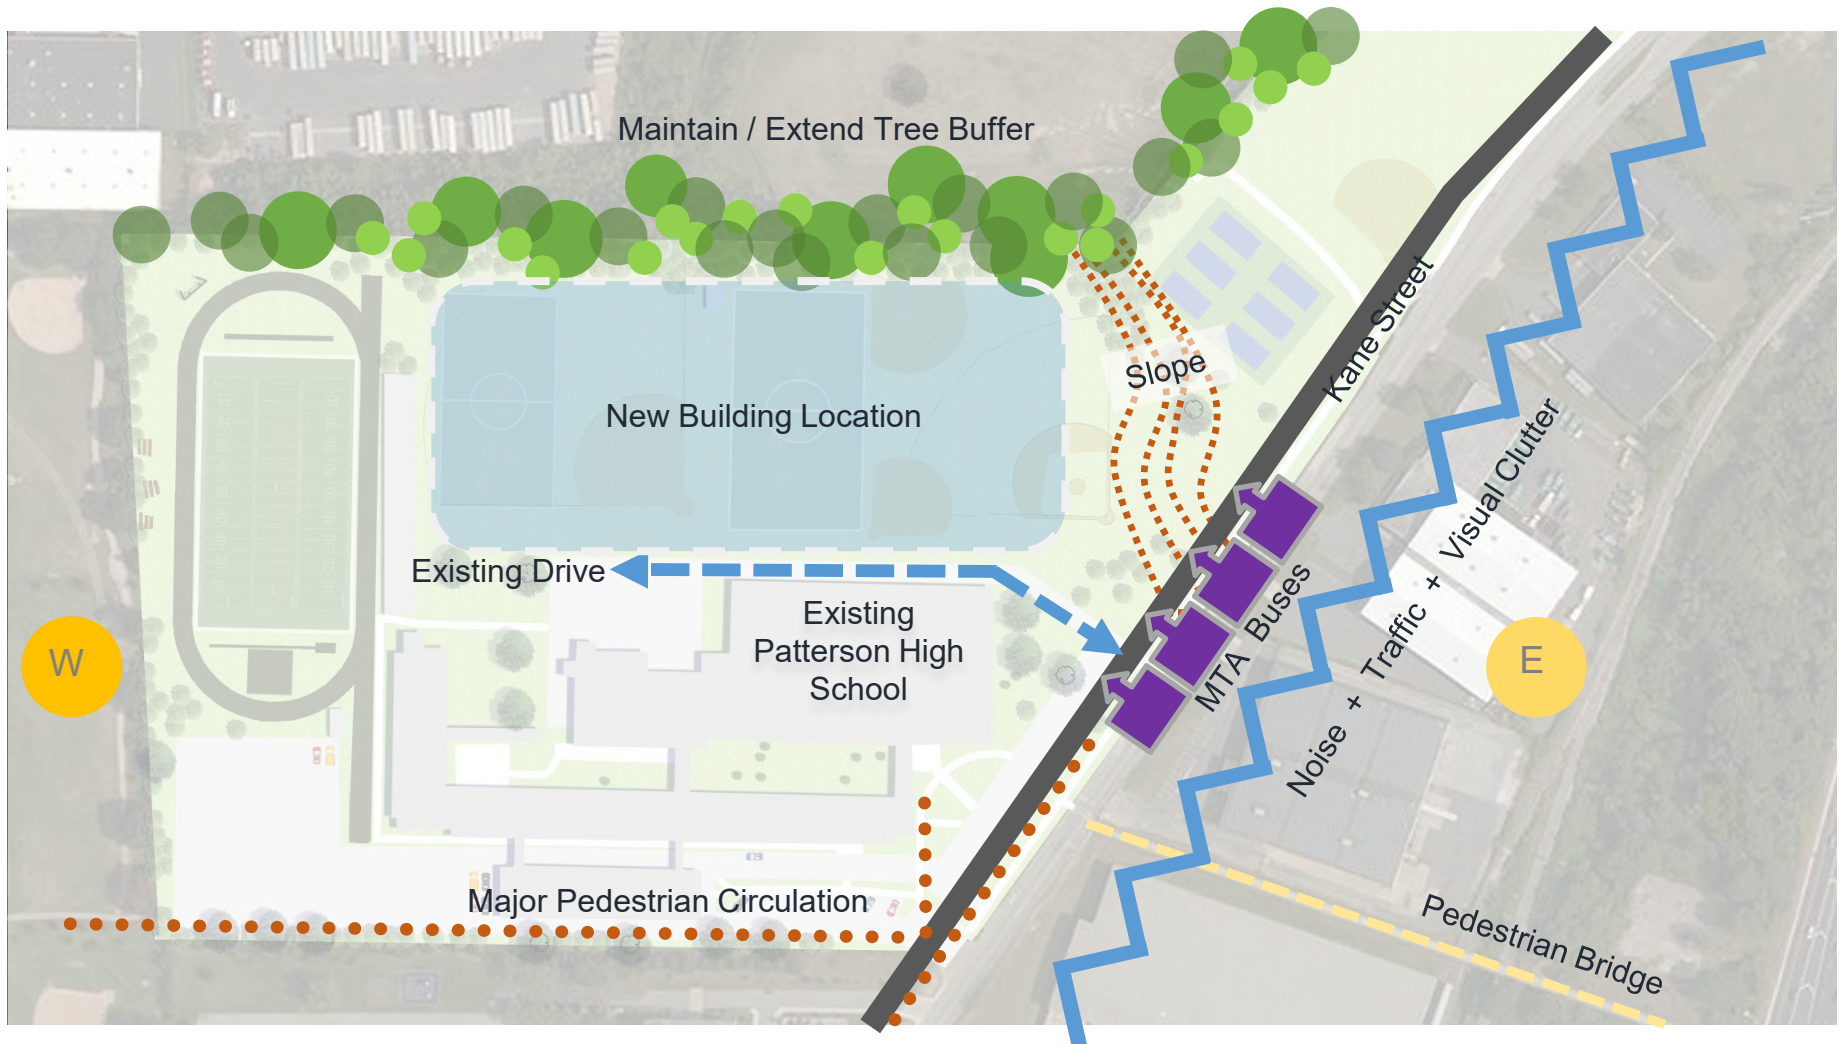 Maintain / Extend Tree Buffer
Kane Street
Slope
New Building Location
Visual Clutter
Existing Drive
Existing
Patterson High
School
MTA Buses
Noise + Traffic +
W
E
Major Pedestrian Circulation
Pedestrian Bridge